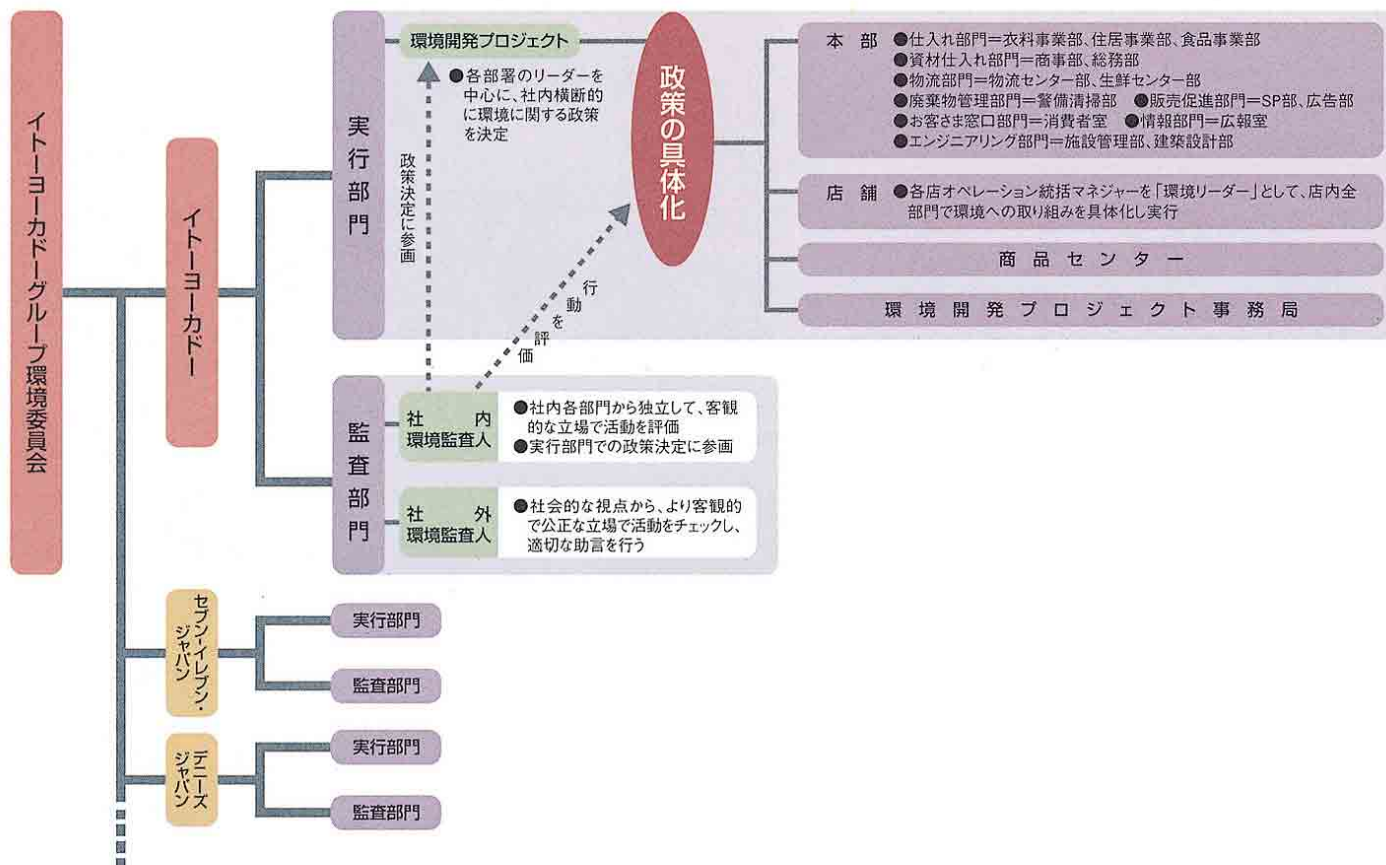 イトーヨーカドーグループ環境委員会
イトーヨーカドー
実行部門
環境開発プロジェクト
●各部署のリーダーを
中心に、社内横断的
に環境に関する政策
を決定
政策決定に参画
政策の具体化
行動を評価
本部
●仕入れ部門＝衣料事業部、住居事業部、食品事業部
●資材仕入れ部門＝商事部、総務部
●物流部門＝物流センター部、生鮮センター部
●廃棄物管理部門＝警備清掃部 ●販売促進部門＝SP部、広告部
●お客さま窓口部門＝消費者室 ●情報部門＝広報室
●エンジニアリング部門＝施設管理部、建築設計部
店舗
●各店オペレーション統括マネジャーを「環境リーダー」として、店内全
部門で環境への取り組みを具体化し実行
商品センター
環境開発プロジェクト事務局
監査部門
社内
環境監査人
●社内各部門から独立して、客観
的な立場で活動を評価
●実行部門での政策決定に参画
社外
環境監査人
●社会的な視点から、より客観的
で公正な立場で活動をチェックし、
適切な助言を行う
セブン-イレブン・
ジャパン
実行部門
監査部門
デニーズ
ジャパン
実行部門
監査部門